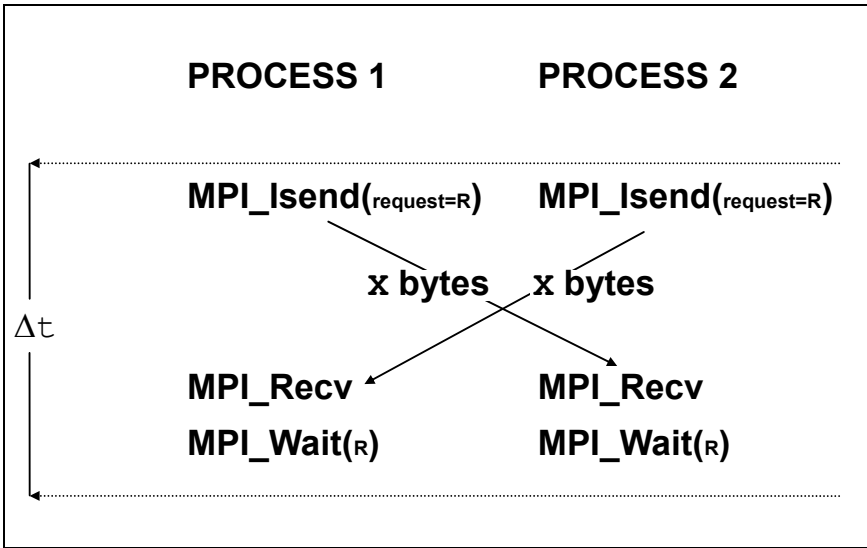 PROCESS 1 PROCESS 2
MPI_Isend(request=R) MPI_Isend(request=R)
x bytes x bytes
Δt
MPI_Recv MPI_Recv
MPI_Wait(R) MPI_Wait(R)